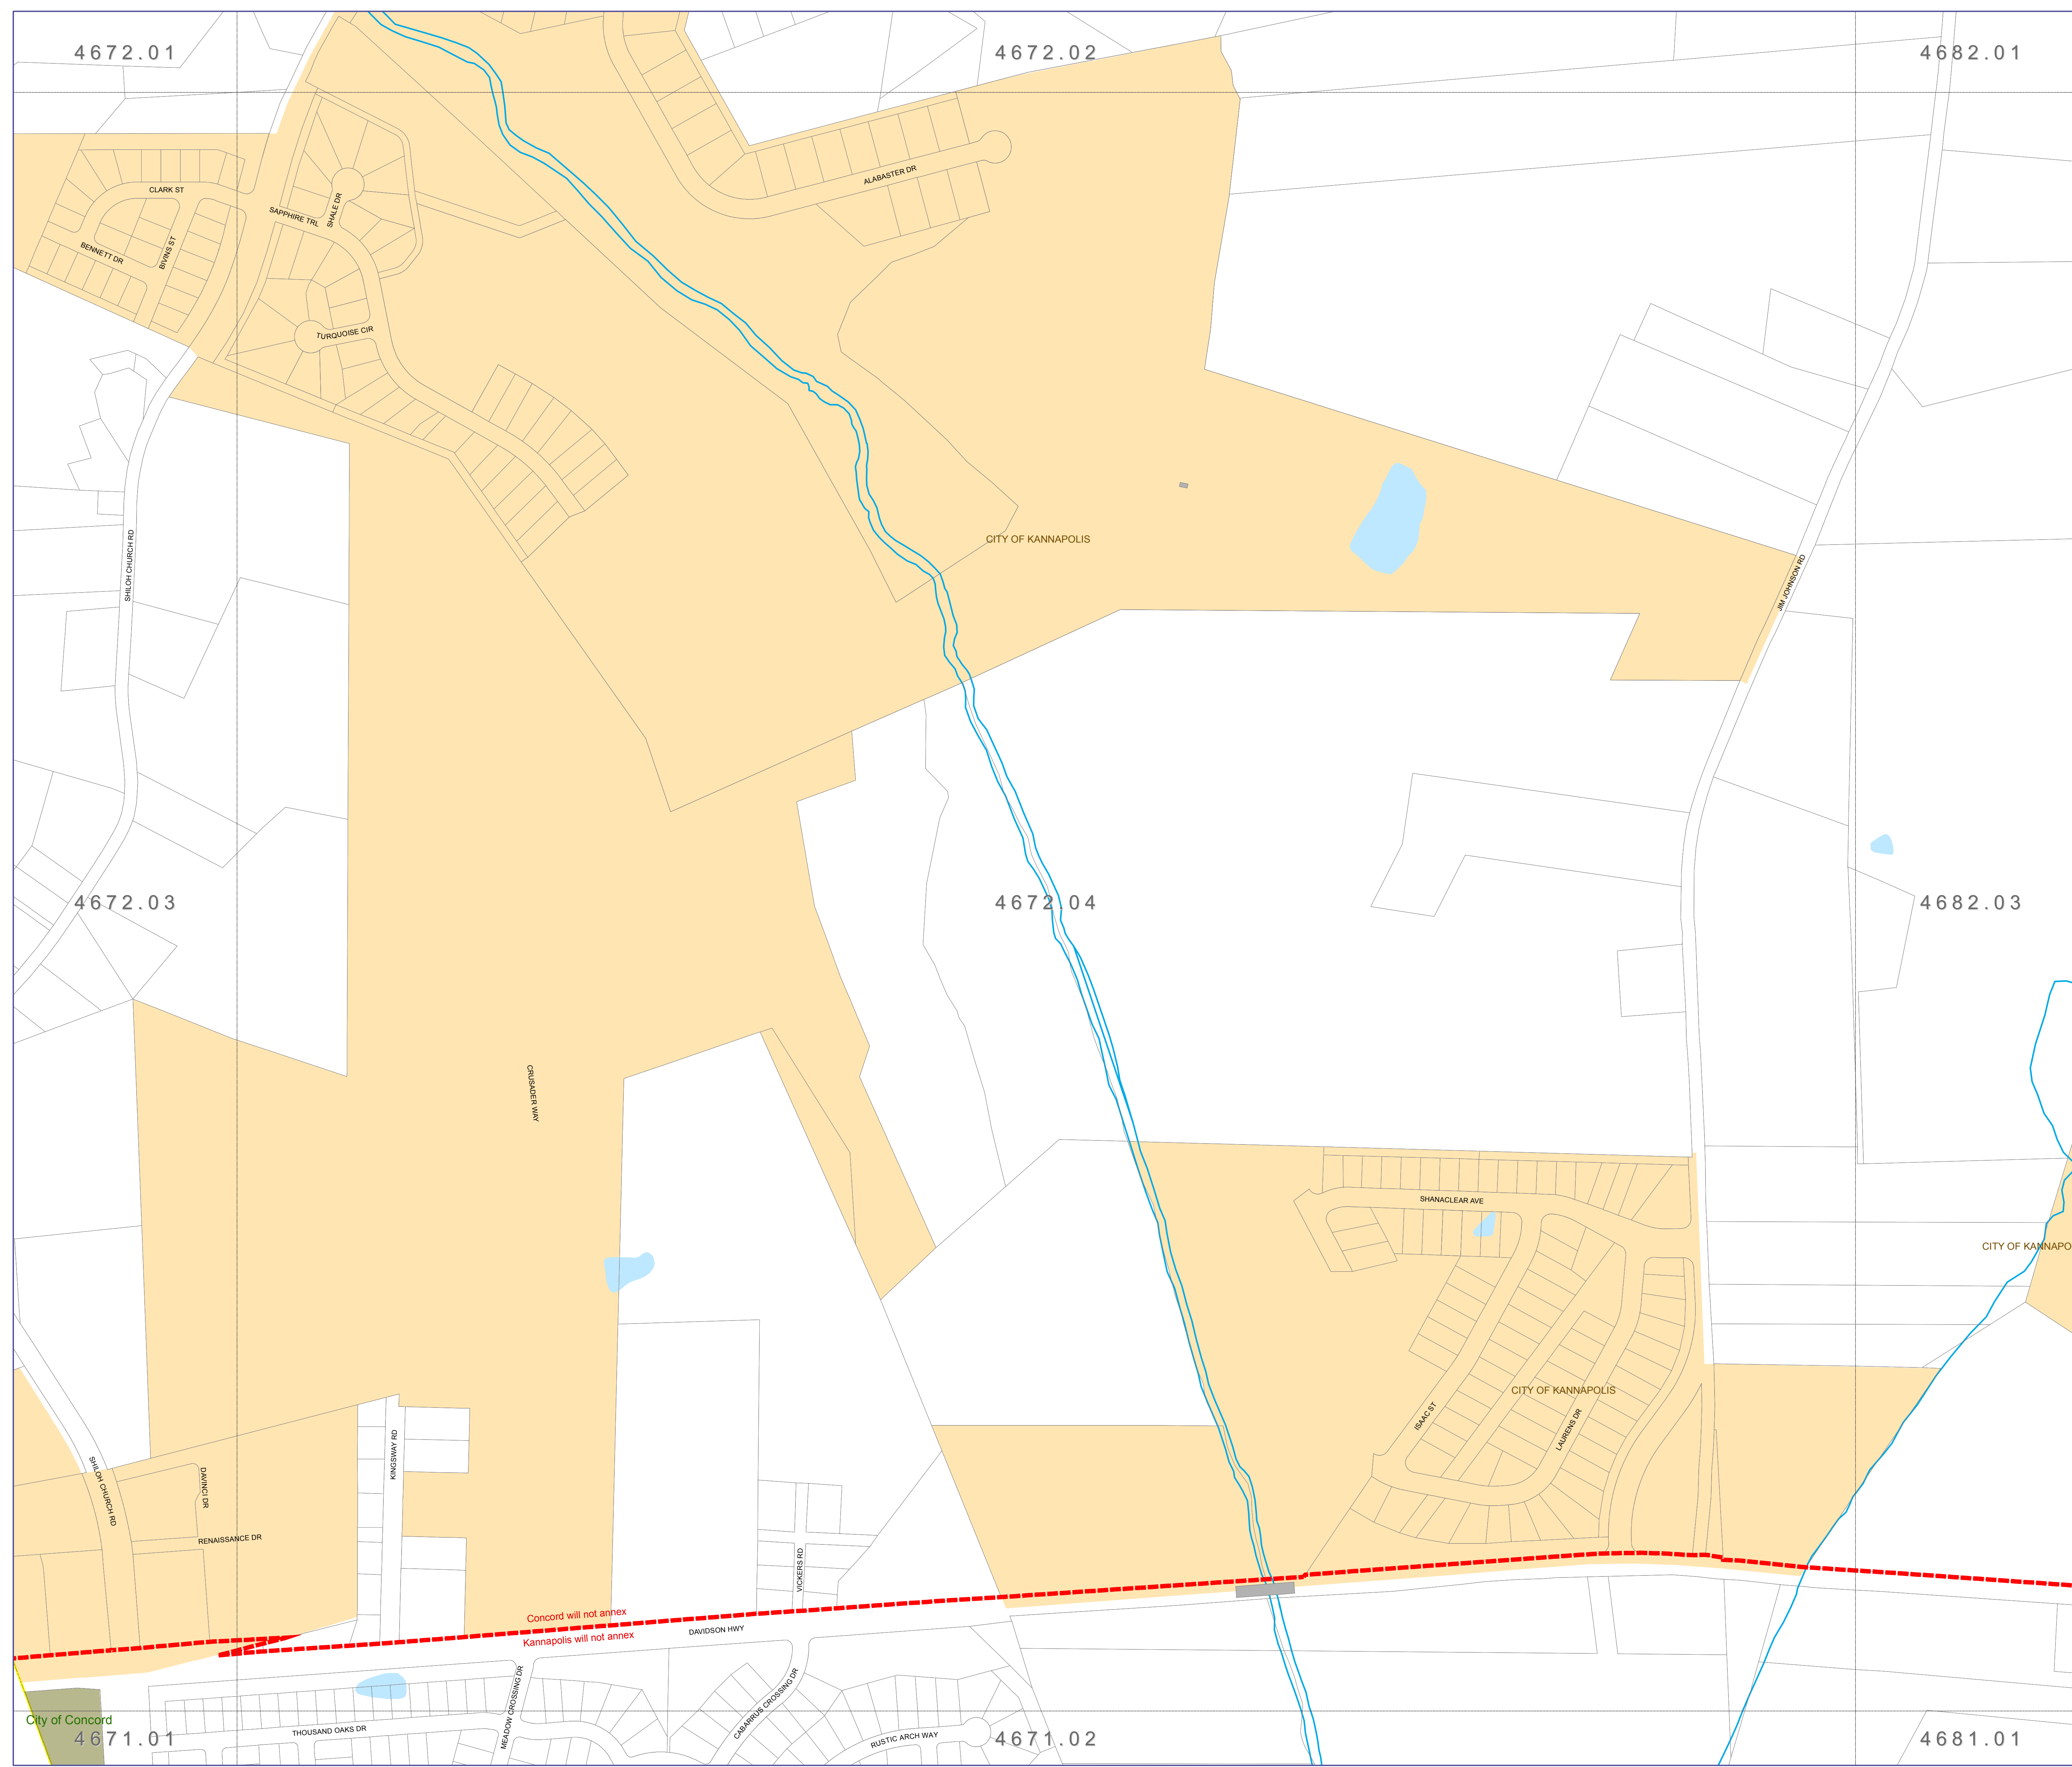 4672.01
4672.02
4682.01
CLARK ST
ALABASTER DR
SAPPHIRE TRL
SHALE DR
BENNETT DR
BIVINS ST
TURQUOISE CIR
CITY OF KANNAPOLIS
SHILOH CHURCH RD
JIM JOHNSON RD
4672.03
4672.04
4682.03
CRUSADER WAY
SHANACLEAR AVE
CITY OF KANNAPO
CITY OF KANNAPOLIS
ISAAC ST
LAURENS DR
KINGSWAY RD
SHILOH CHURCH RD
DAVINCI DR
RENAISSANCE DR
VICKERS RD
Concord will not annex
Kannapolis will not annex
DAVIDSON HWY
City of Concord
4671.01
THOUSAND OAKS DR
MEADOW CROSSING DR
CABARRUS CROSSING DR
RUSTIC ARCH WAY
4671.02
4681.01